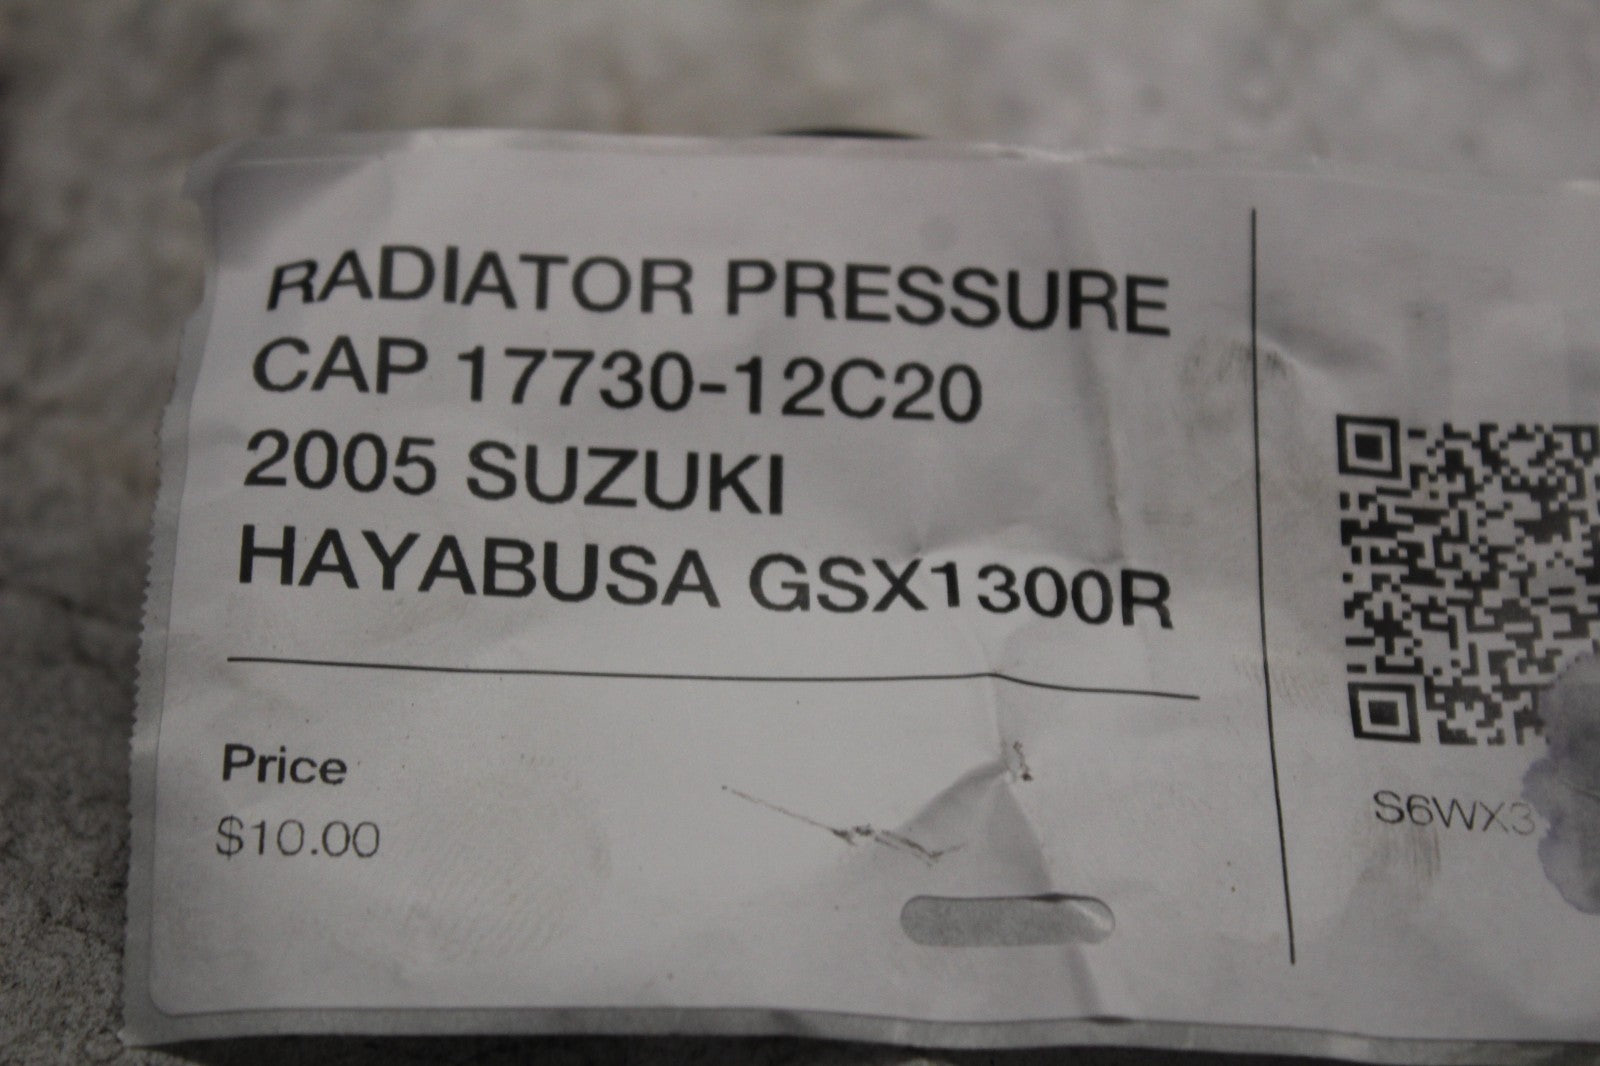 RADIATOR PRESSURE
CAP 17730-12C20
2005 SUZUKI
HAYABUSA GSX1300R
Price
$10.00
S6WX3